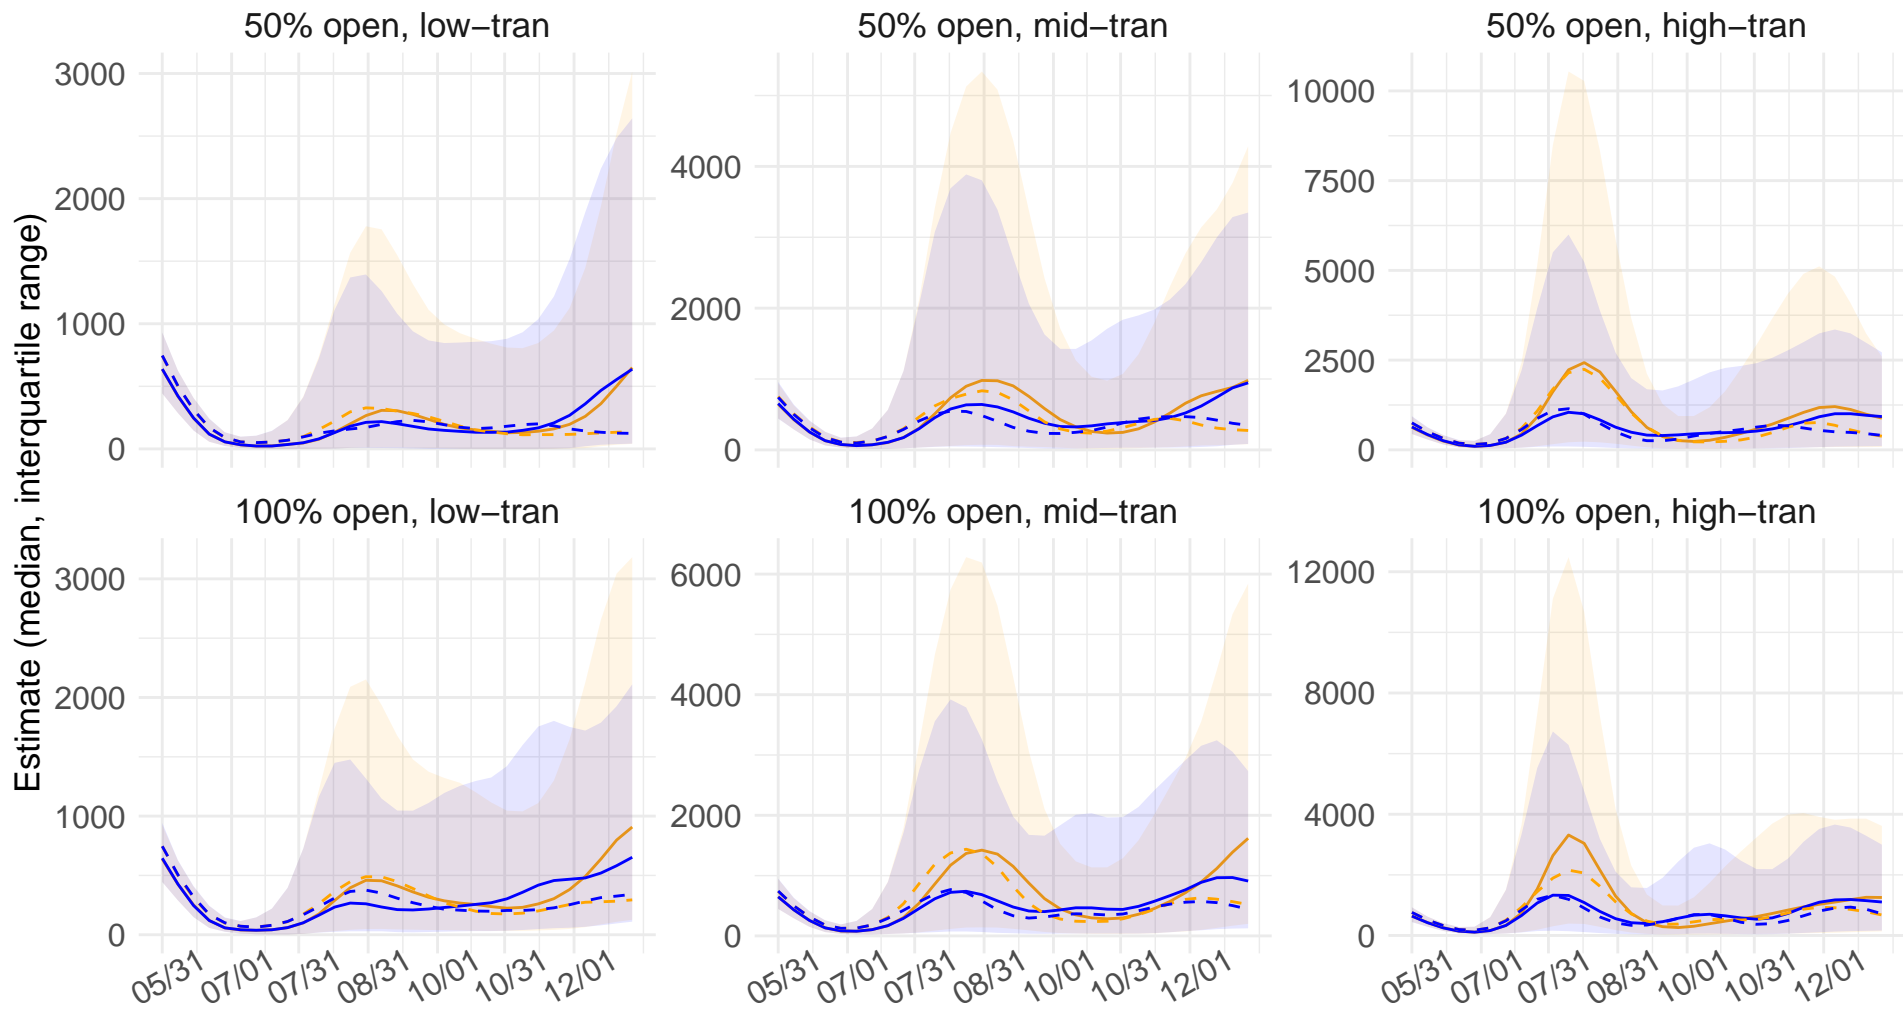 50% open, low−tran
50% open, mid−tran
50% open, high−tran
3000
2000
1000
0
4000
2000
0
10000
7500
5000
2500
0
Estimate (median, interquartile range)
100% open, low−tran
100% open, mid−tran
100% open, high−tran
3000
2000
1000
0
6000
4000
2000
0
12000
8000
4000
0
05/31 07/01 07/31 08/31 10/01 10/31 12/01
05/31 07/01 07/31 08/31 10/01 10/31 12/01
05/31 07/01 07/31 08/31 10/01 10/31 12/01